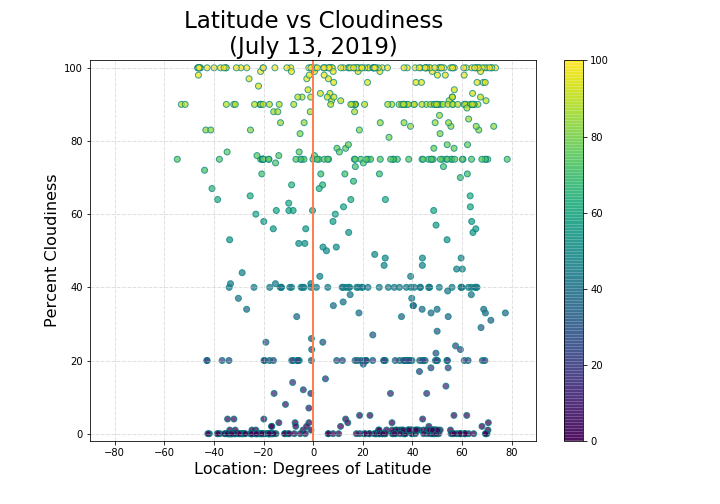 Latitude vs Cloudiness
(July 13, 2019)
100
80
60
40
20
0
Percent Cloudiness
−80 −60 −40 −20 0 20 40 60 80
Location: Degrees of Latitude
100
80
60
40
20
0